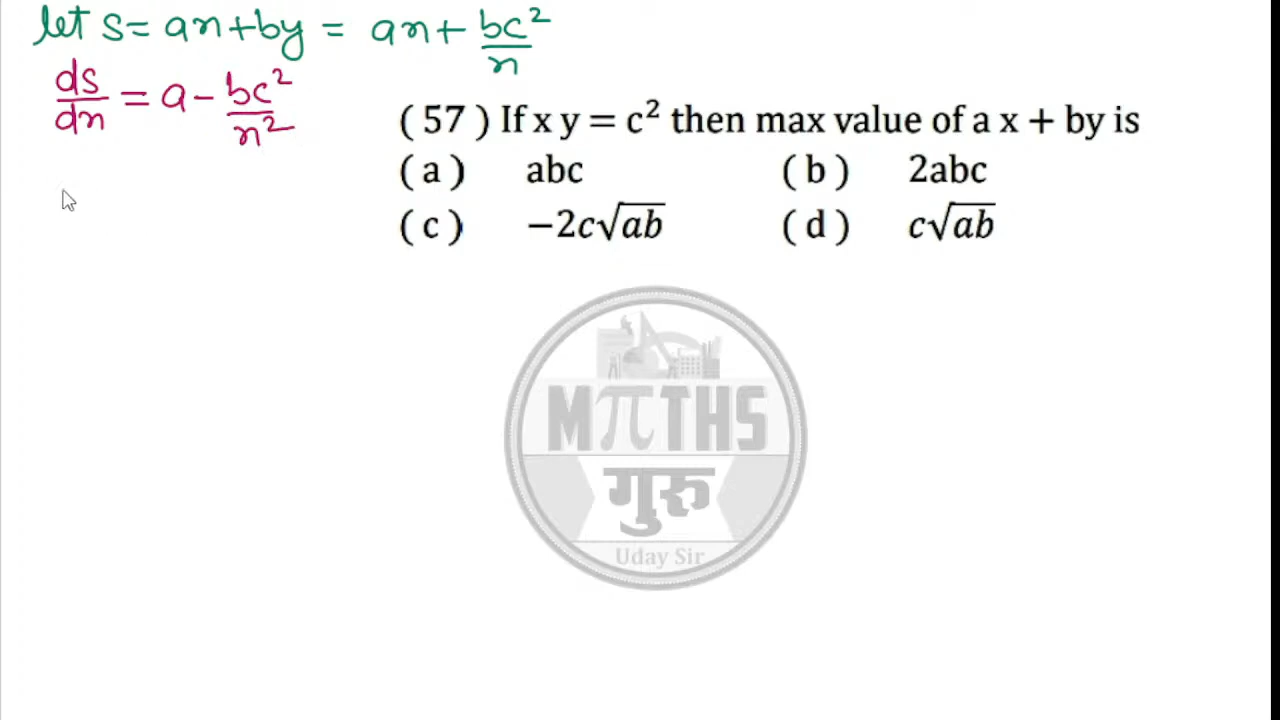 let s = ax + by = ax + bc²/x
ds/dx = a - bc²/x²
( 57 ) If x y = c² then max value of a x + by is
( a ) abc ( b ) 2abc
( c ) −2c√ab ( d ) c√ab
MπTHS
गुरु
Uday Sir